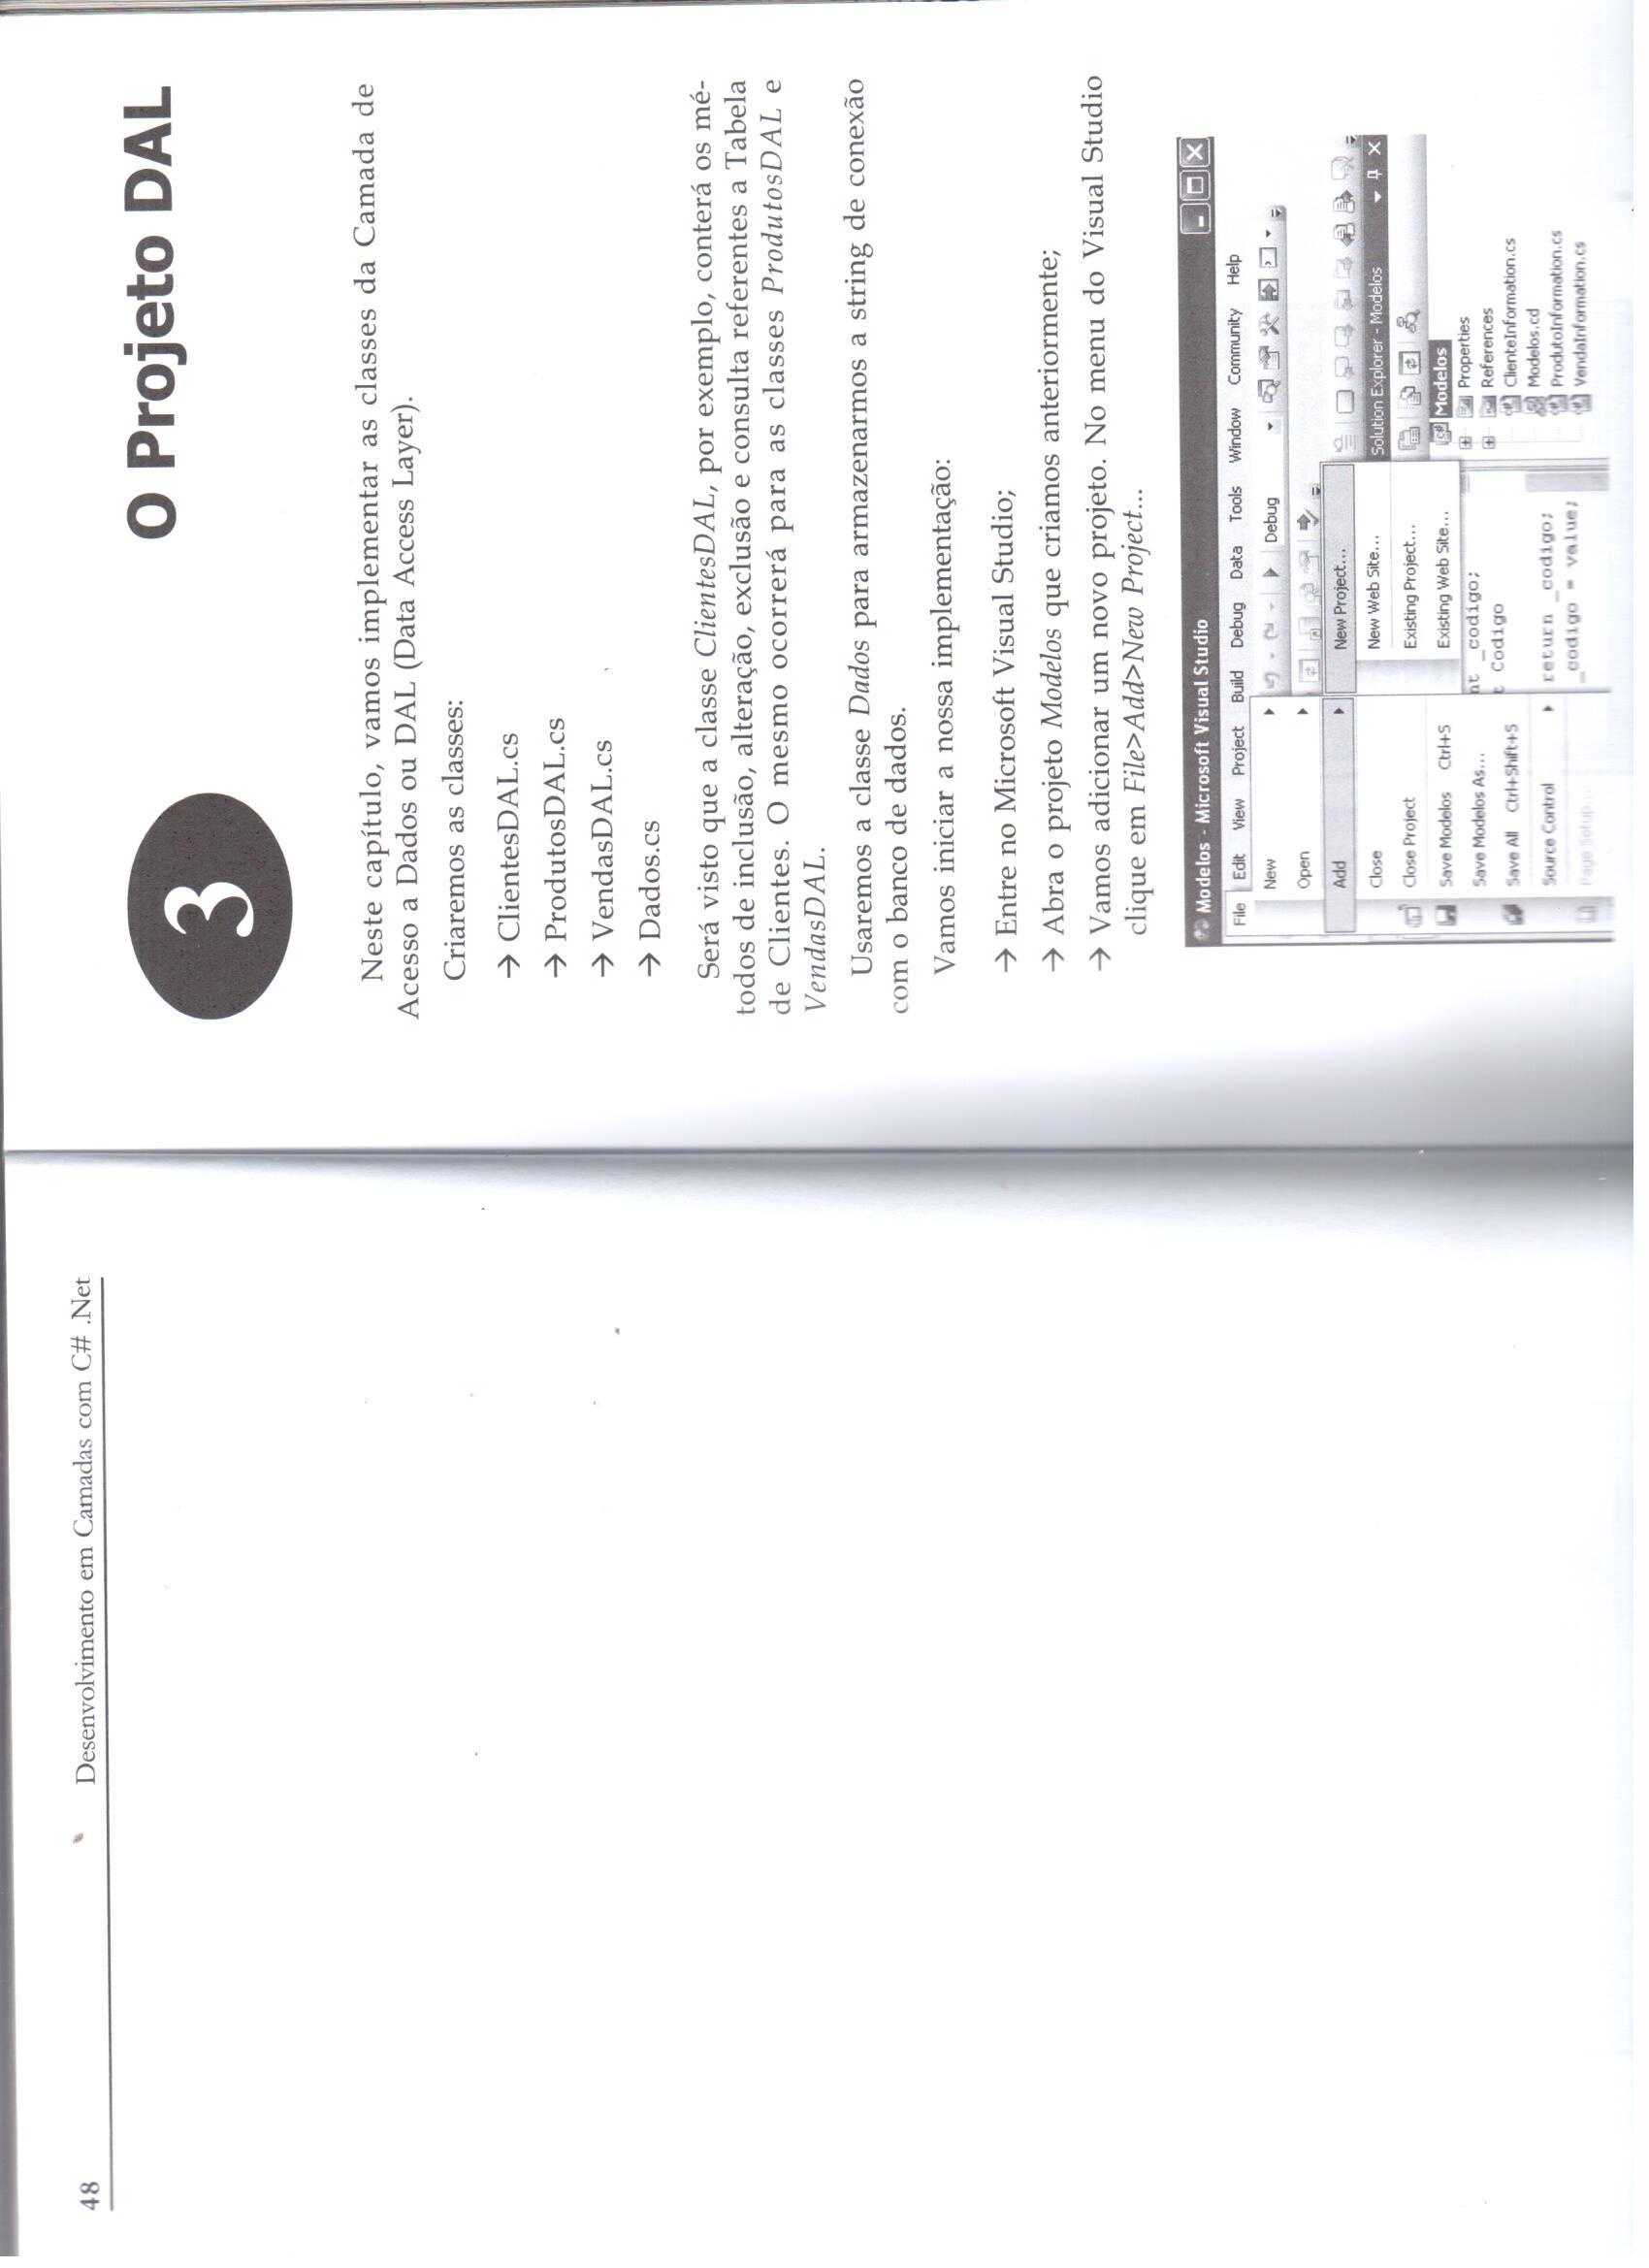 48
Desenvolvimento em Camadas com C# .Net
3
O Projeto DAL
Neste capítulo, vamos implementar as classes da Camada de
Acesso a Dados ou DAL (Data Access Layer).
Criaremos as classes:
→ ClientesDAL.cs
→ ProdutosDAL.cs
→ VendasDAL.cs
→ Dados.cs
Será visto que a classe ClientesDAL, por exemplo, conterá os mé-
todos de inclusão, alteração, exclusão e consulta referentes a Tabela
de Clientes. O mesmo ocorrerá para as classes ProdutosDAL e
VendasDAL.
Usaremos a classe Dados para armazenarmos a string de conexão
com o banco de dados.
Vamos iniciar a nossa implementação:
→ Entre no Microsoft Visual Studio;
→ Abra o projeto Modelos que criamos anteriormente;
→ Vamos adicionar um novo projeto. No menu do Visual Studio
clique em File>Add>New Project...
Modelos - Microsoft Visual Studio
File Edit View Project Build Debug Data Tools Window Community Help
New
Debug
Open
Add
New Project...
Close
New Web Site...
Solution Explorer - Modelos
Close Project
Existing Project...
Save Modelos Ctrl+S
Existing Web Site...
Modelos
Save Modelos As...
nt _codigo;
Properties
References
Save All Ctrl+Shift+S
t Codigo
ClienteInformation.cs
Modelos.cd
Source Control
return _codigo;
ProdutoInformation.cs
Page Setup...
_codigo = value;
VendaInformation.cs